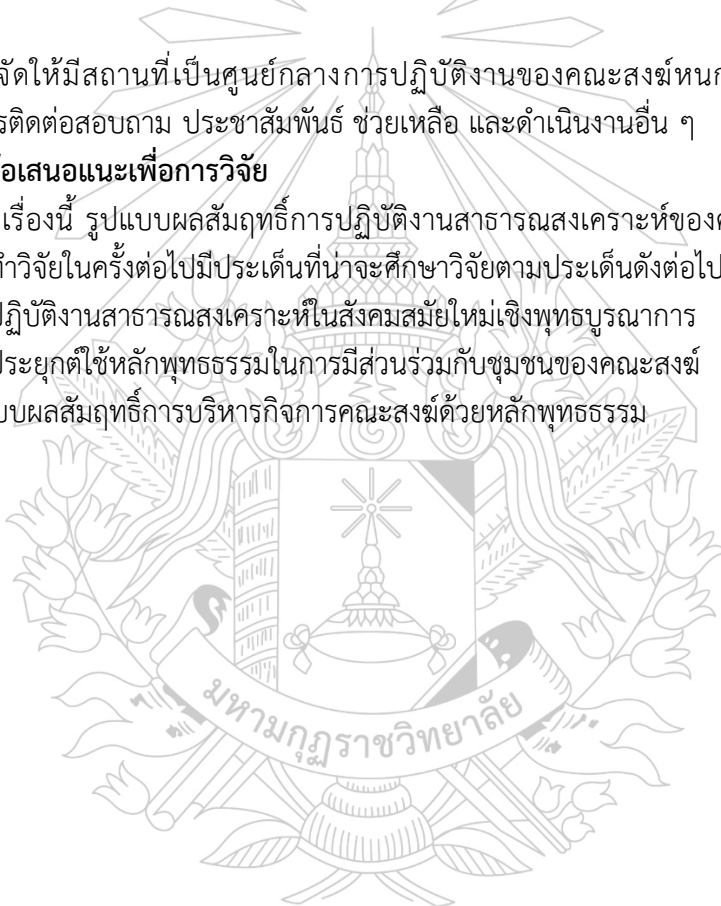 จัดให้มีสถานที่เป็นศูนย์กลางการปฏิบัติงานของคณะสงฆ์หนก
รติดต่อสอบถาม ประชาสัมพันธ์ ช่วยเหลือ และดำเนินงานอื่น ๆ
อเสนอแนะเพื่อการวิจัย
เรื่องนี้ รูปแบบผลสัมฤทธิ์การปฏิบัติงานสาธารณสงเคราะห์ของค
ทำวิจัยในครั้งต่อไปมีประเด็นที่น่าจะศึกษาวิจัยตามประเด็นดังต่อไป
ปฏิบัติงานสาธารณสงเคราะห์ในสังคมสมัยใหม่เชิงพุทธบูรณาการ
ประยุกต์ใช้หลักพุทธธรรมในการมีส่วนร่วมกับชุมชนของคณะสงฆ์
บบผลสัมฤทธิ์การบริหารกิจการคณะสงฆ์ด้วยหลักพุทธธรรม
มหามกุฏราชวิทยาลัย